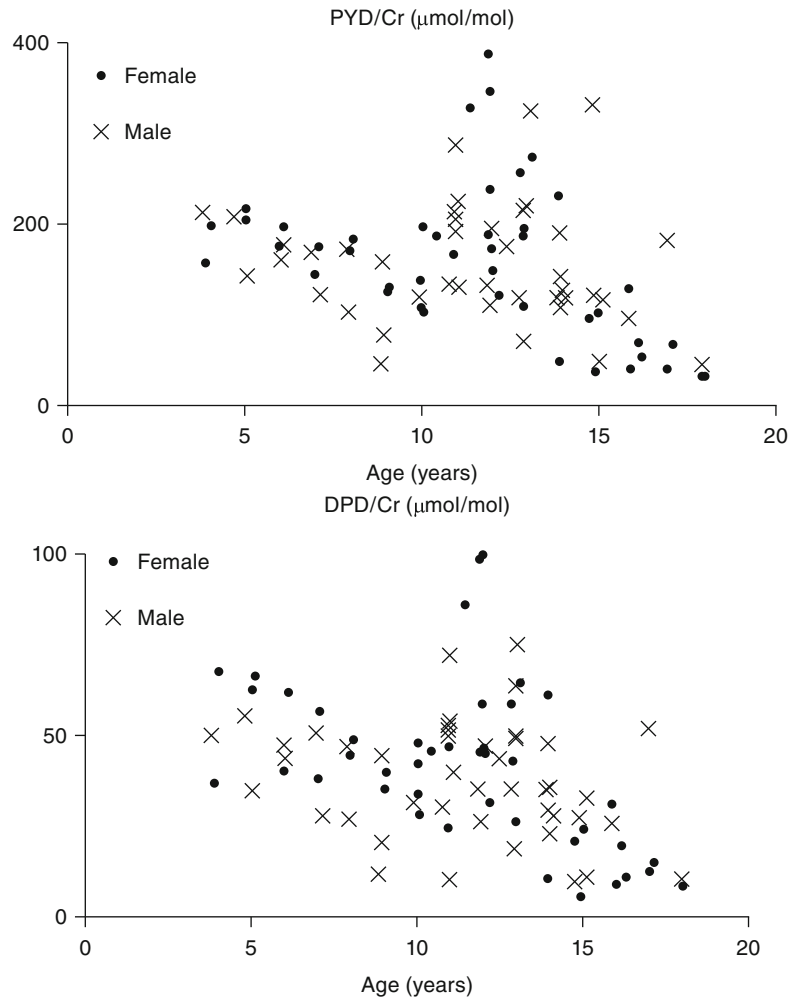 PYD/Cr (μmol/mol)
400
Female
Male
200
0
0 5 10 15 20
Age (years)
DPD/Cr (μmol/mol)
100
Female
Male
50
0
0 5 10 15 20
Age (years)